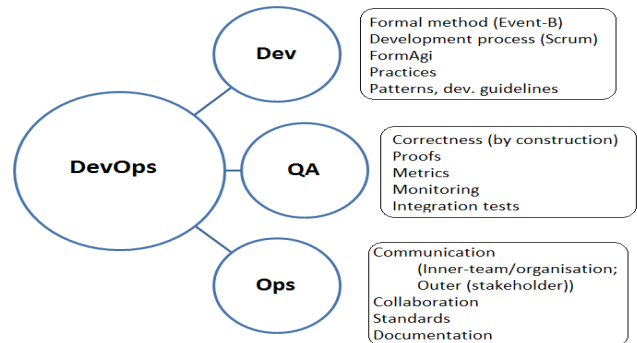 Dev
Formal method (Event-B)
Development process (Scrum)
FormAgi
Practices
Patterns, dev. guidelines
DevOps
QA
Correctness (by construction)
Proofs
Metrics
Monitoring
Integration tests
Ops
Communication
(Inner-team/organisation;
Outer (stakeholder))
Collaboration
Standards
Documentation